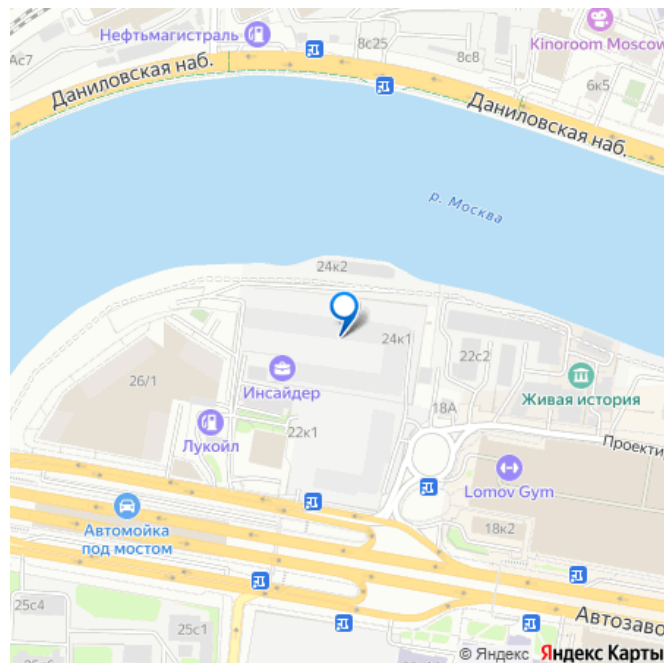 Нефтьмагистраль
8с25
Kinoroom Moscow
Ас7
8с8
6к5
Даниловская наб.
Даниловская наб.
р. Москва
24к2
24к1
22с2
26/1
Инсайдер
Живая история
18А
Лукойл
22к1
Проекти
Lomov Gym
18к2
Автомойка
под мостом
25с4
25с1
Автозаво
© Яндекс Яндекс Карты